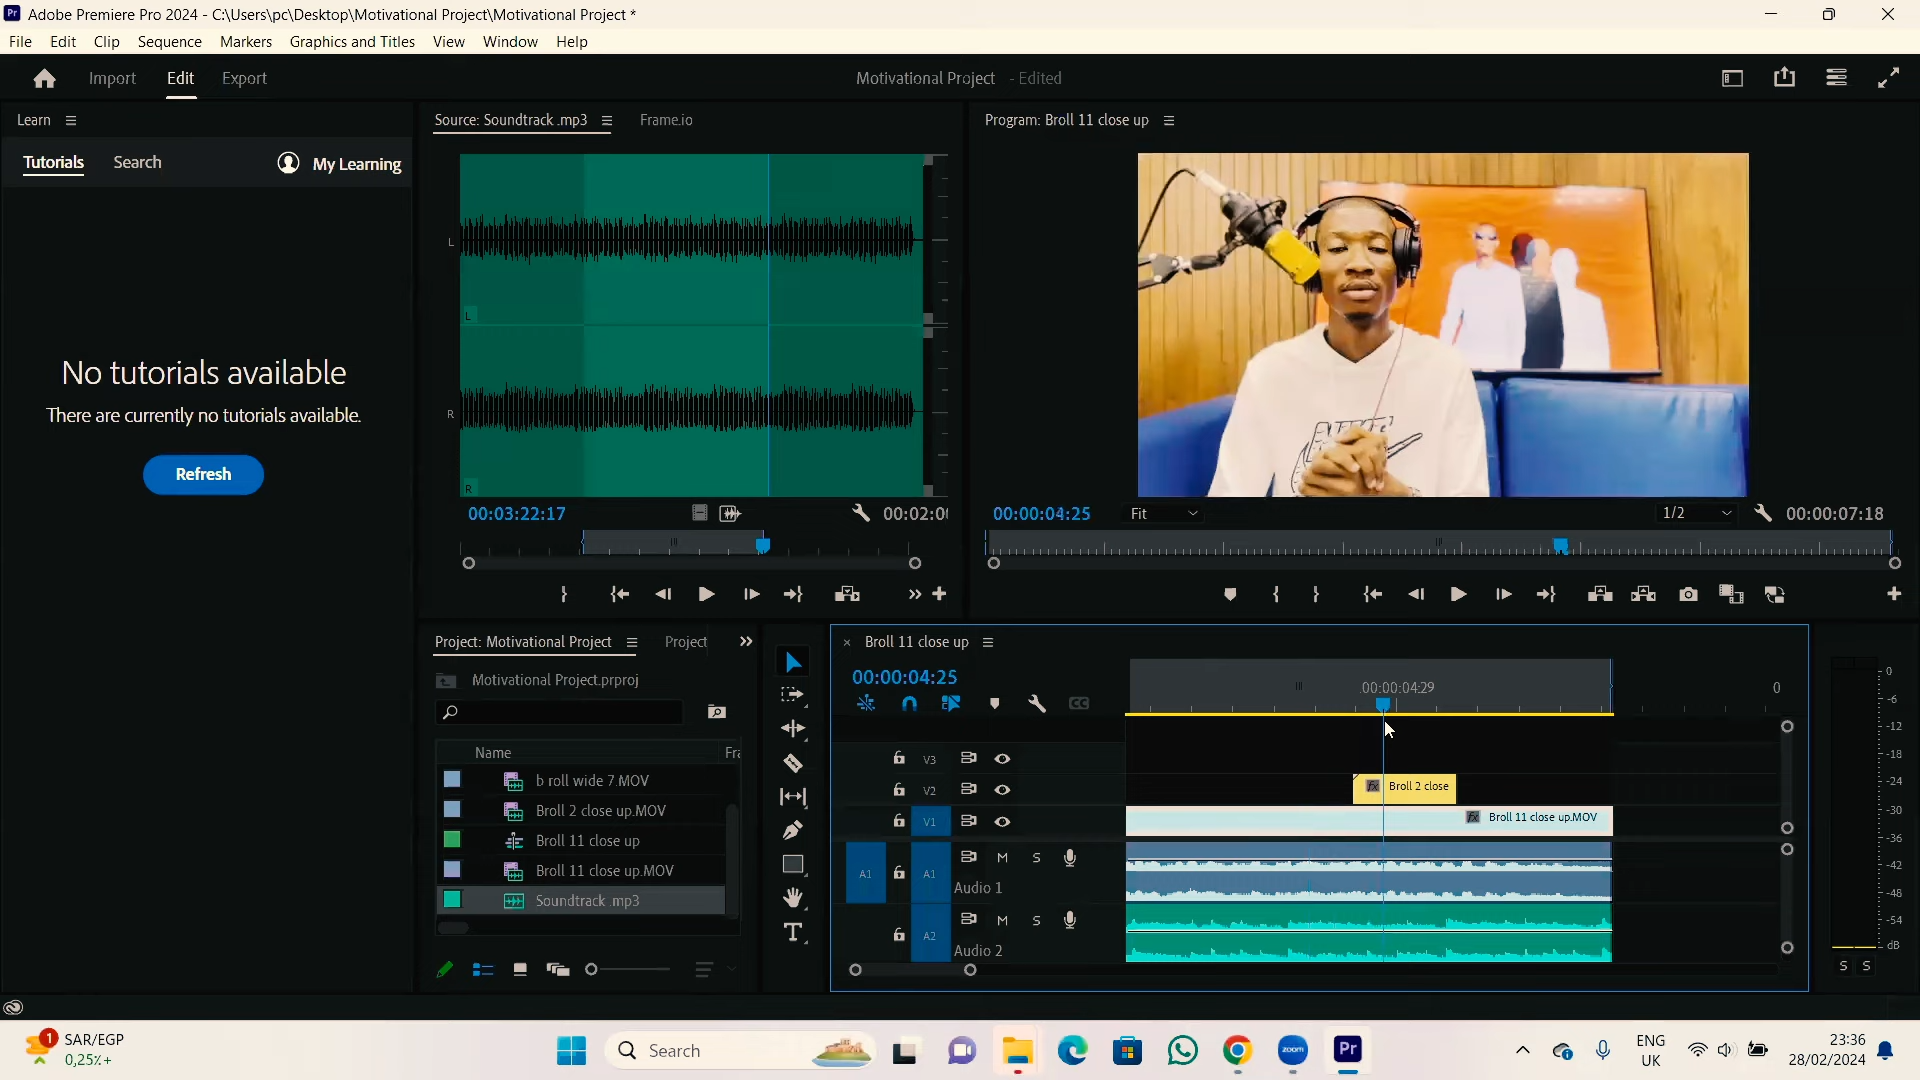 Adobe Premiere Pro 2024 - C:\Users\pc\Desktop\Motivational Project\Motivational Project *
File Edit Clip Sequence Markers Graphics and Titles View Window Help
Import Edit Export
Motivational Project - Edited
Learn
Source: Soundtrack .mp3
Frame.io
Program: Broll 11 close up
Tutorials Search My Learning
L
L
R
R
No tutorials available
There are currently no tutorials available.
Refresh
00:03:22:17
00:02:0
00:00:04:25
Fit
1/2
00:00:07:18
Project: Motivational Project
Project
Motivational Project.prproj
Name
Fra
b roll wide 7.MOV
Broll 2 close up.MOV
Broll 11 close up
Broll 11 close up.MOV
Soundtrack .mp3
Broll 11 close up
00:00:04:25
00:00:04:29
0
V3
V2
Broll 2 close
V1
Broll 11 close up.MOV
A1 A1 M S
Audio 1
A2 M S
Audio 2
0
-6
-12
-18
-24
-30
-36
-42
-48
-54
dB
S S
1
SAR/EGP
0,25%+
Search
zoom
Pr
ENG
UK
23:36
28/02/2024